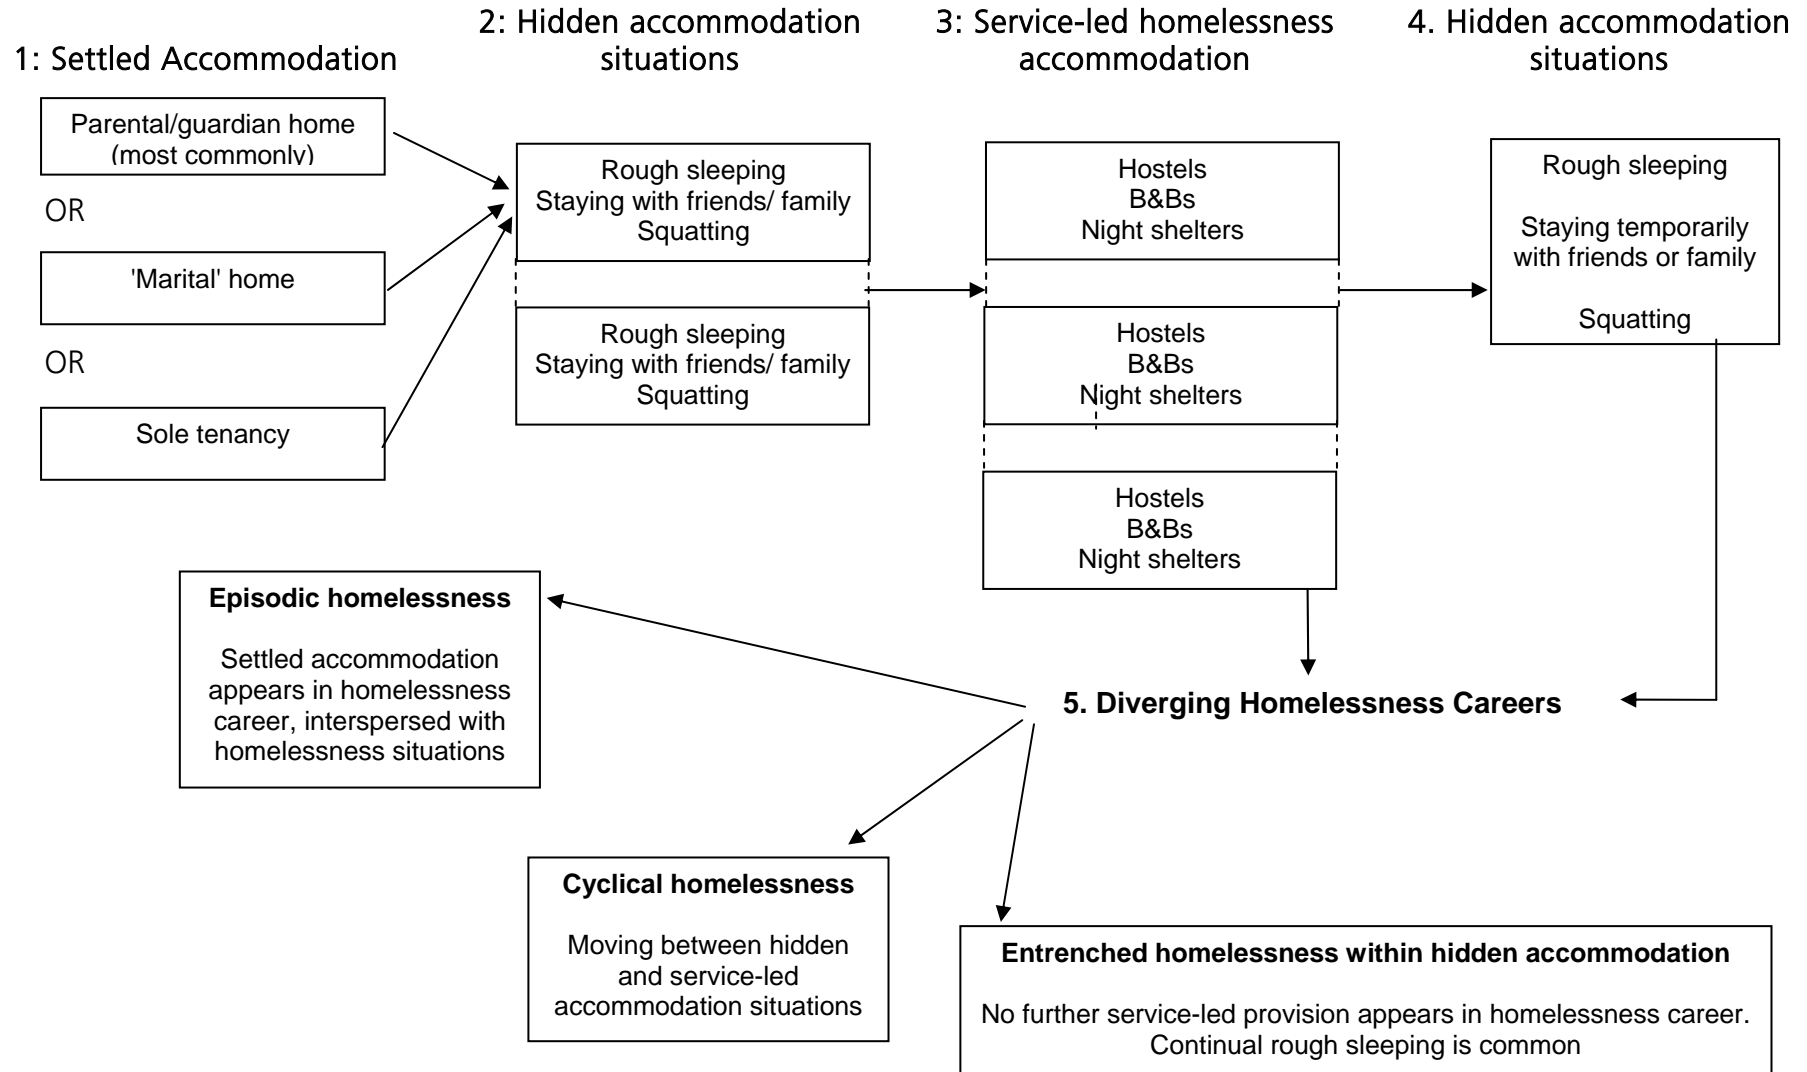 1: Settled Accommodation
2: Hidden accommodation
situations
3: Service-led homelessness
accommodation
4. Hidden accommodation
situations
Parental/guardian home
(most commonly)
OR
'Marital' home
OR
Sole tenancy
Rough sleeping
Staying with friends/ family
Squatting
Rough sleeping
Staying with friends/ family
Squatting
Hostels
B&Bs
Night shelters
Hostels
B&Bs
Night shelters
Hostels
B&Bs
Night shelters
Rough sleeping
Staying temporarily
with friends or family
Squatting
5. Diverging Homelessness Careers
Episodic homelessness
Settled accommodation
appears in homelessness
career, interspersed with
homelessness situations
Cyclical homelessness
Moving between hidden
and service-led
accommodation situations
Entrenched homelessness within hidden accommodation
No further service-led provision appears in homelessness career.
Continual rough sleeping is common